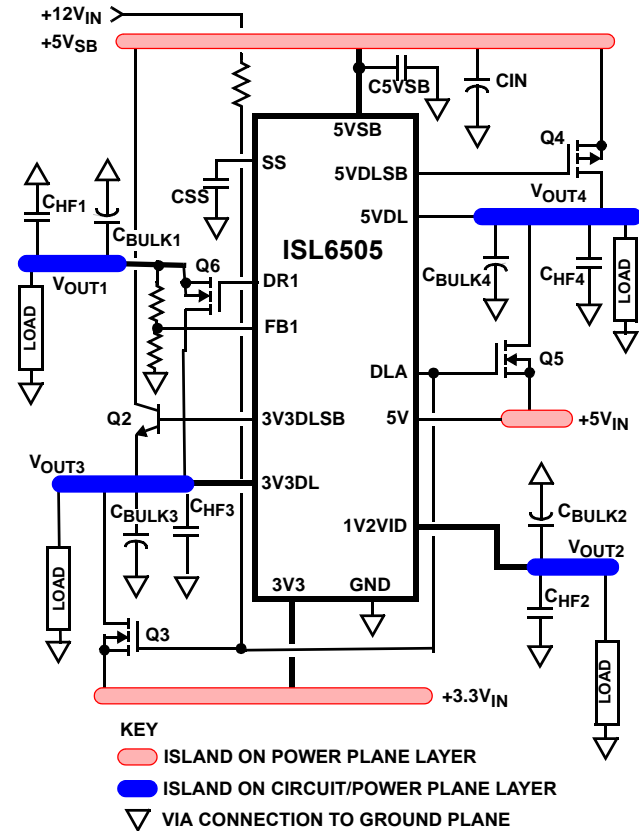 +12VIN
+5VSB
C5VSB
CIN
5VSB
Q4
SS
5VDLSB
CSS
VOUT4
CHF1
5VDL
ISL6505
CBULK1
Q6
CBULK4
CHF4
LOAD
VOUT1
DR1
LOAD
FB1
DLA
Q5
Q2
3V3DLSB
5V
+5VIN
VOUT3
3V3DL
CBULK3
CHF3
CBULK2
1V2VID
VOUT2
LOAD
3V3
GND
CHF2
Q3
LOAD
+3.3VIN
KEY
ISLAND ON POWER PLANE LAYER
ISLAND ON CIRCUIT/POWER PLANE LAYER
VIA CONNECTION TO GROUND PLANE